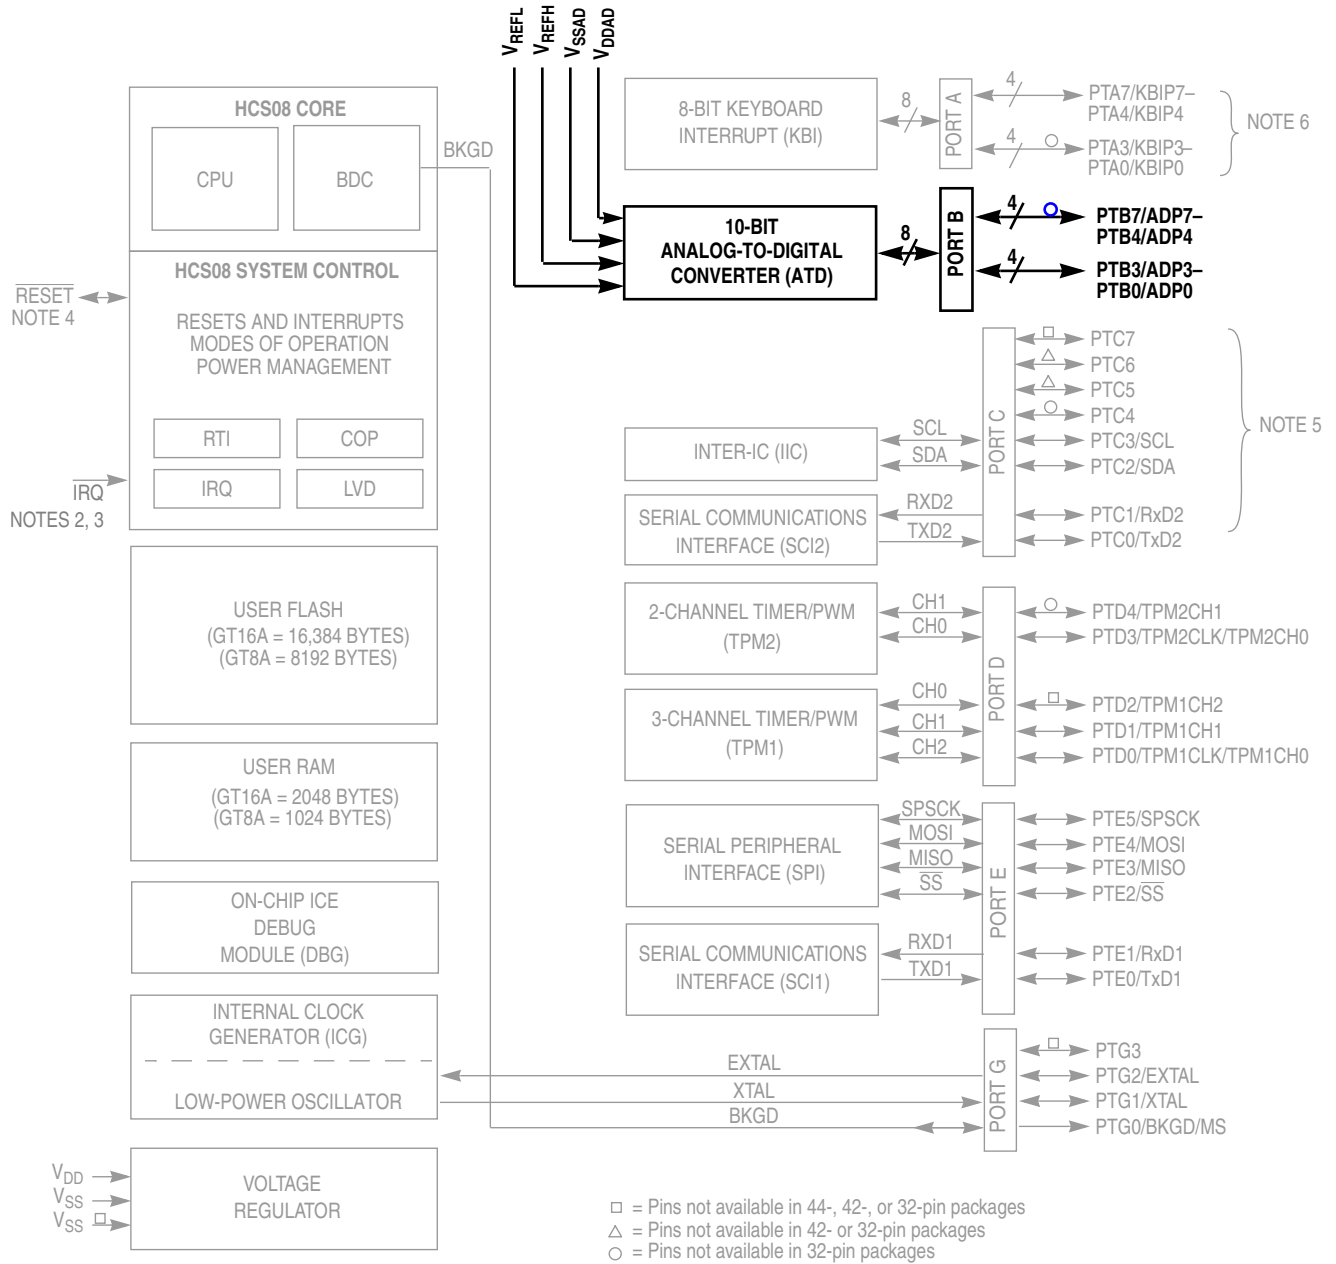 VREFL
VREFH
VSSAD
VDDAD
HCS08 CORE
CPU
BDC
BKGD
HCS08 SYSTEM CONTROL
RESET
NOTE 4
RESETS AND INTERRUPTS
MODES OF OPERATION
POWER MANAGEMENT
RTI
COP
IRQ
LVD
IRQ
NOTES 2, 3
USER FLASH
(GT16A = 16,384 BYTES)
(GT8A = 8192 BYTES)
USER RAM
(GT16A = 2048 BYTES)
(GT8A = 1024 BYTES)
ON-CHIP ICE
DEBUG
MODULE (DBG)
INTERNAL CLOCK
GENERATOR (ICG)
LOW-POWER OSCILLATOR
VDD
VSS
VSS
VOLTAGE
REGULATOR
8-BIT KEYBOARD
INTERRUPT (KBI)
8
PORT A
4
PTA7/KBIP7–
PTA4/KBIP4
4
PTA3/KBIP3–
PTA0/KBIP0
NOTE 6
10-BIT
ANALOG-TO-DIGITAL
CONVERTER (ATD)
8
PORT B
4
PTB7/ADP7–
PTB4/ADP4
4
PTB3/ADP3–
PTB0/ADP0
INTER-IC (IIC)
SCL
SDA
SERIAL COMMUNICATIONS
INTERFACE (SCI2)
RXD2
TXD2
PORT C
PTC7
PTC6
PTC5
PTC4
PTC3/SCL
PTC2/SDA
PTC1/RxD2
PTC0/TxD2
NOTE 5
2-CHANNEL TIMER/PWM
(TPM2)
CH1
CH0
3-CHANNEL TIMER/PWM
(TPM1)
CH0
CH1
CH2
PORT D
PTD4/TPM2CH1
PTD3/TPM2CLK/TPM2CH0
PTD2/TPM1CH2
PTD1/TPM1CH1
PTD0/TPM1CLK/TPM1CH0
SERIAL PERIPHERAL
INTERFACE (SPI)
SPSCK
MOSI
MISO
SS
SERIAL COMMUNICATIONS
INTERFACE (SCI1)
RXD1
TXD1
PORT E
PTE5/SPSCK
PTE4/MOSI
PTE3/MISO
PTE2/SS
PTE1/RxD1
PTE0/TxD1
EXTAL
XTAL
BKGD
PORT G
PTG3
PTG2/EXTAL
PTG1/XTAL
PTG0/BKGD/MS
= Pins not available in 44-, 42-, or 32-pin packages
= Pins not available in 42- or 32-pin packages
= Pins not available in 32-pin packages